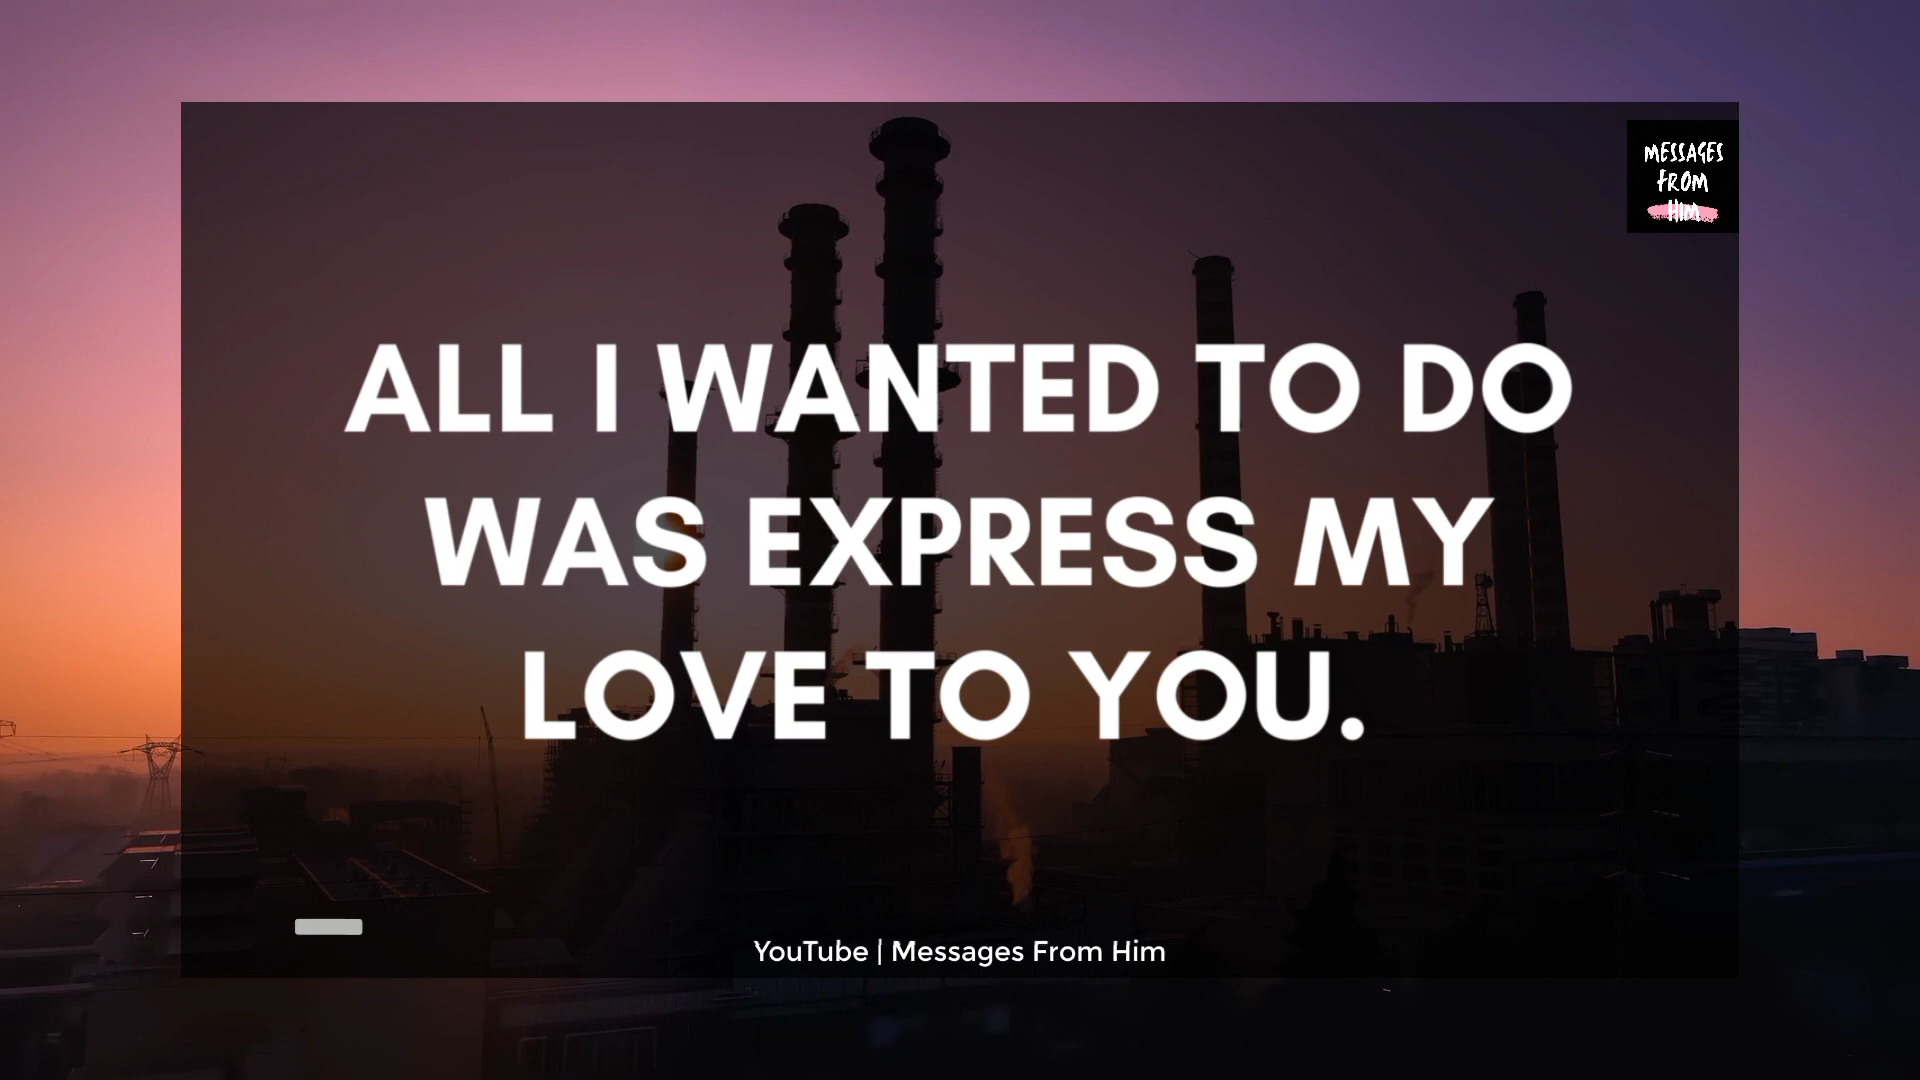 MESSAGES
FROM
HIM
ALL I WANTED TO DO
WAS EXPRESS MY
LOVE TO YOU.
YouTube | Messages From Him